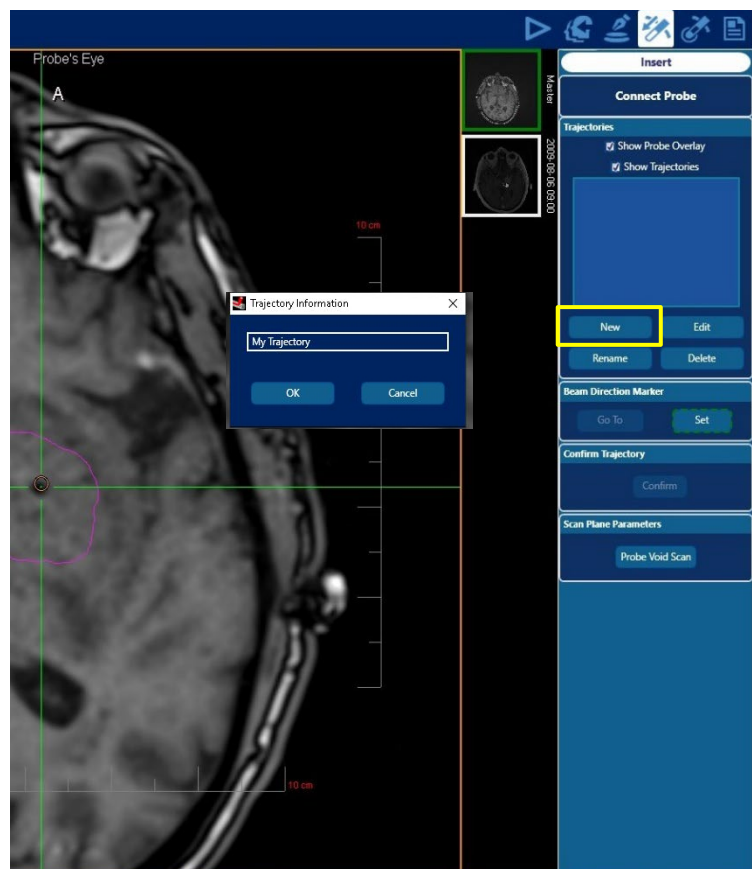 Probe's Eye
A
10 cm
10 cm
Master
2009-08-06 09:00
Trajectory Information
My Trajectory
OK
Cancel
Insert
Connect Probe
Trajectories
Show Probe Overlay
Show Trajectories
New
Edit
Rename
Delete
Beam Direction Marker
Go To
Set
Confirm Trajectory
Confirm
Scan Plane Parameters
Probe Void Scan